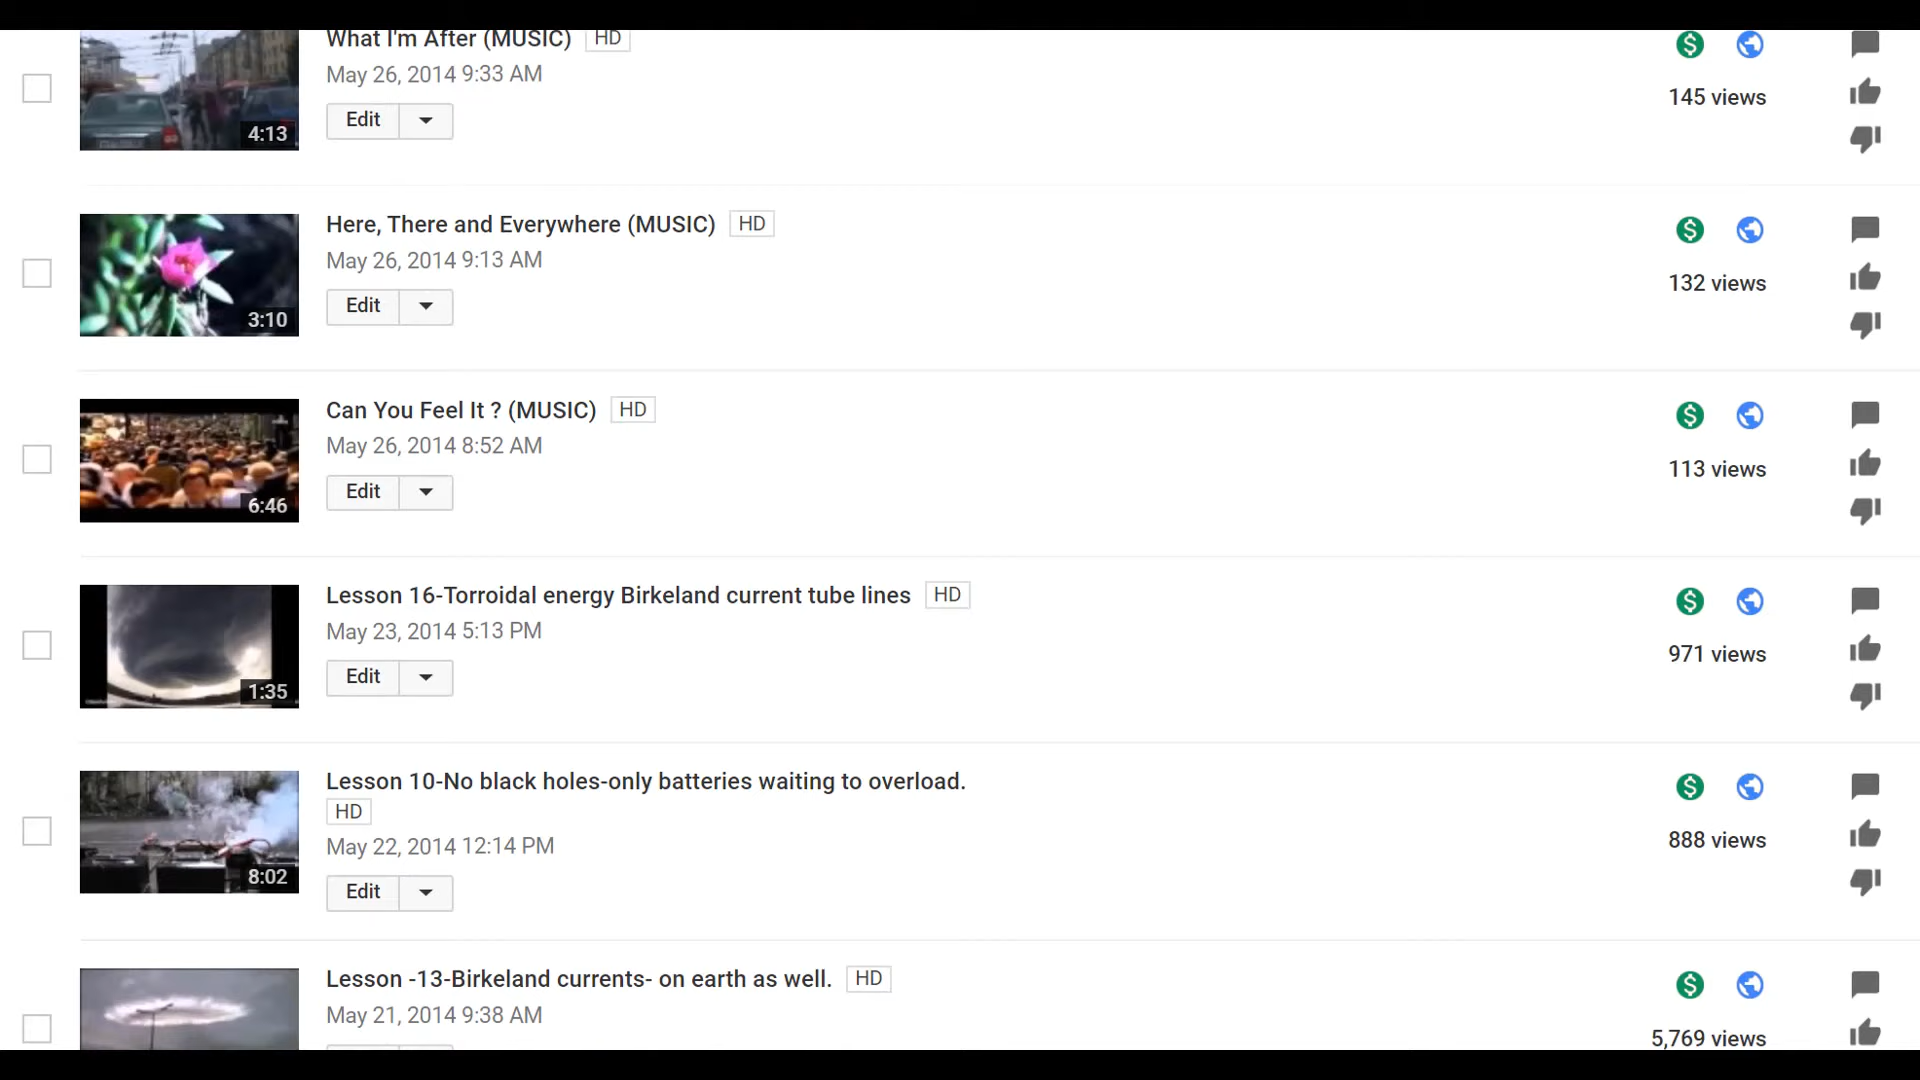 What I'm After (MUSIC) HD
May 26, 2014 9:33 AM
Edit
4:13
145 views
Here, There and Everywhere (MUSIC) HD
May 26, 2014 9:13 AM
Edit
3:10
132 views
Can You Feel It ? (MUSIC) HD
May 26, 2014 8:52 AM
Edit
6:46
113 views
Lesson 16-Torroidal energy Birkeland current tube lines HD
May 23, 2014 5:13 PM
Edit
1:35
971 views
Lesson 10-No black holes-only batteries waiting to overload.
HD
May 22, 2014 12:14 PM
Edit
8:02
888 views
Lesson -13-Birkeland currents- on earth as well. HD
May 21, 2014 9:38 AM
5,769 views